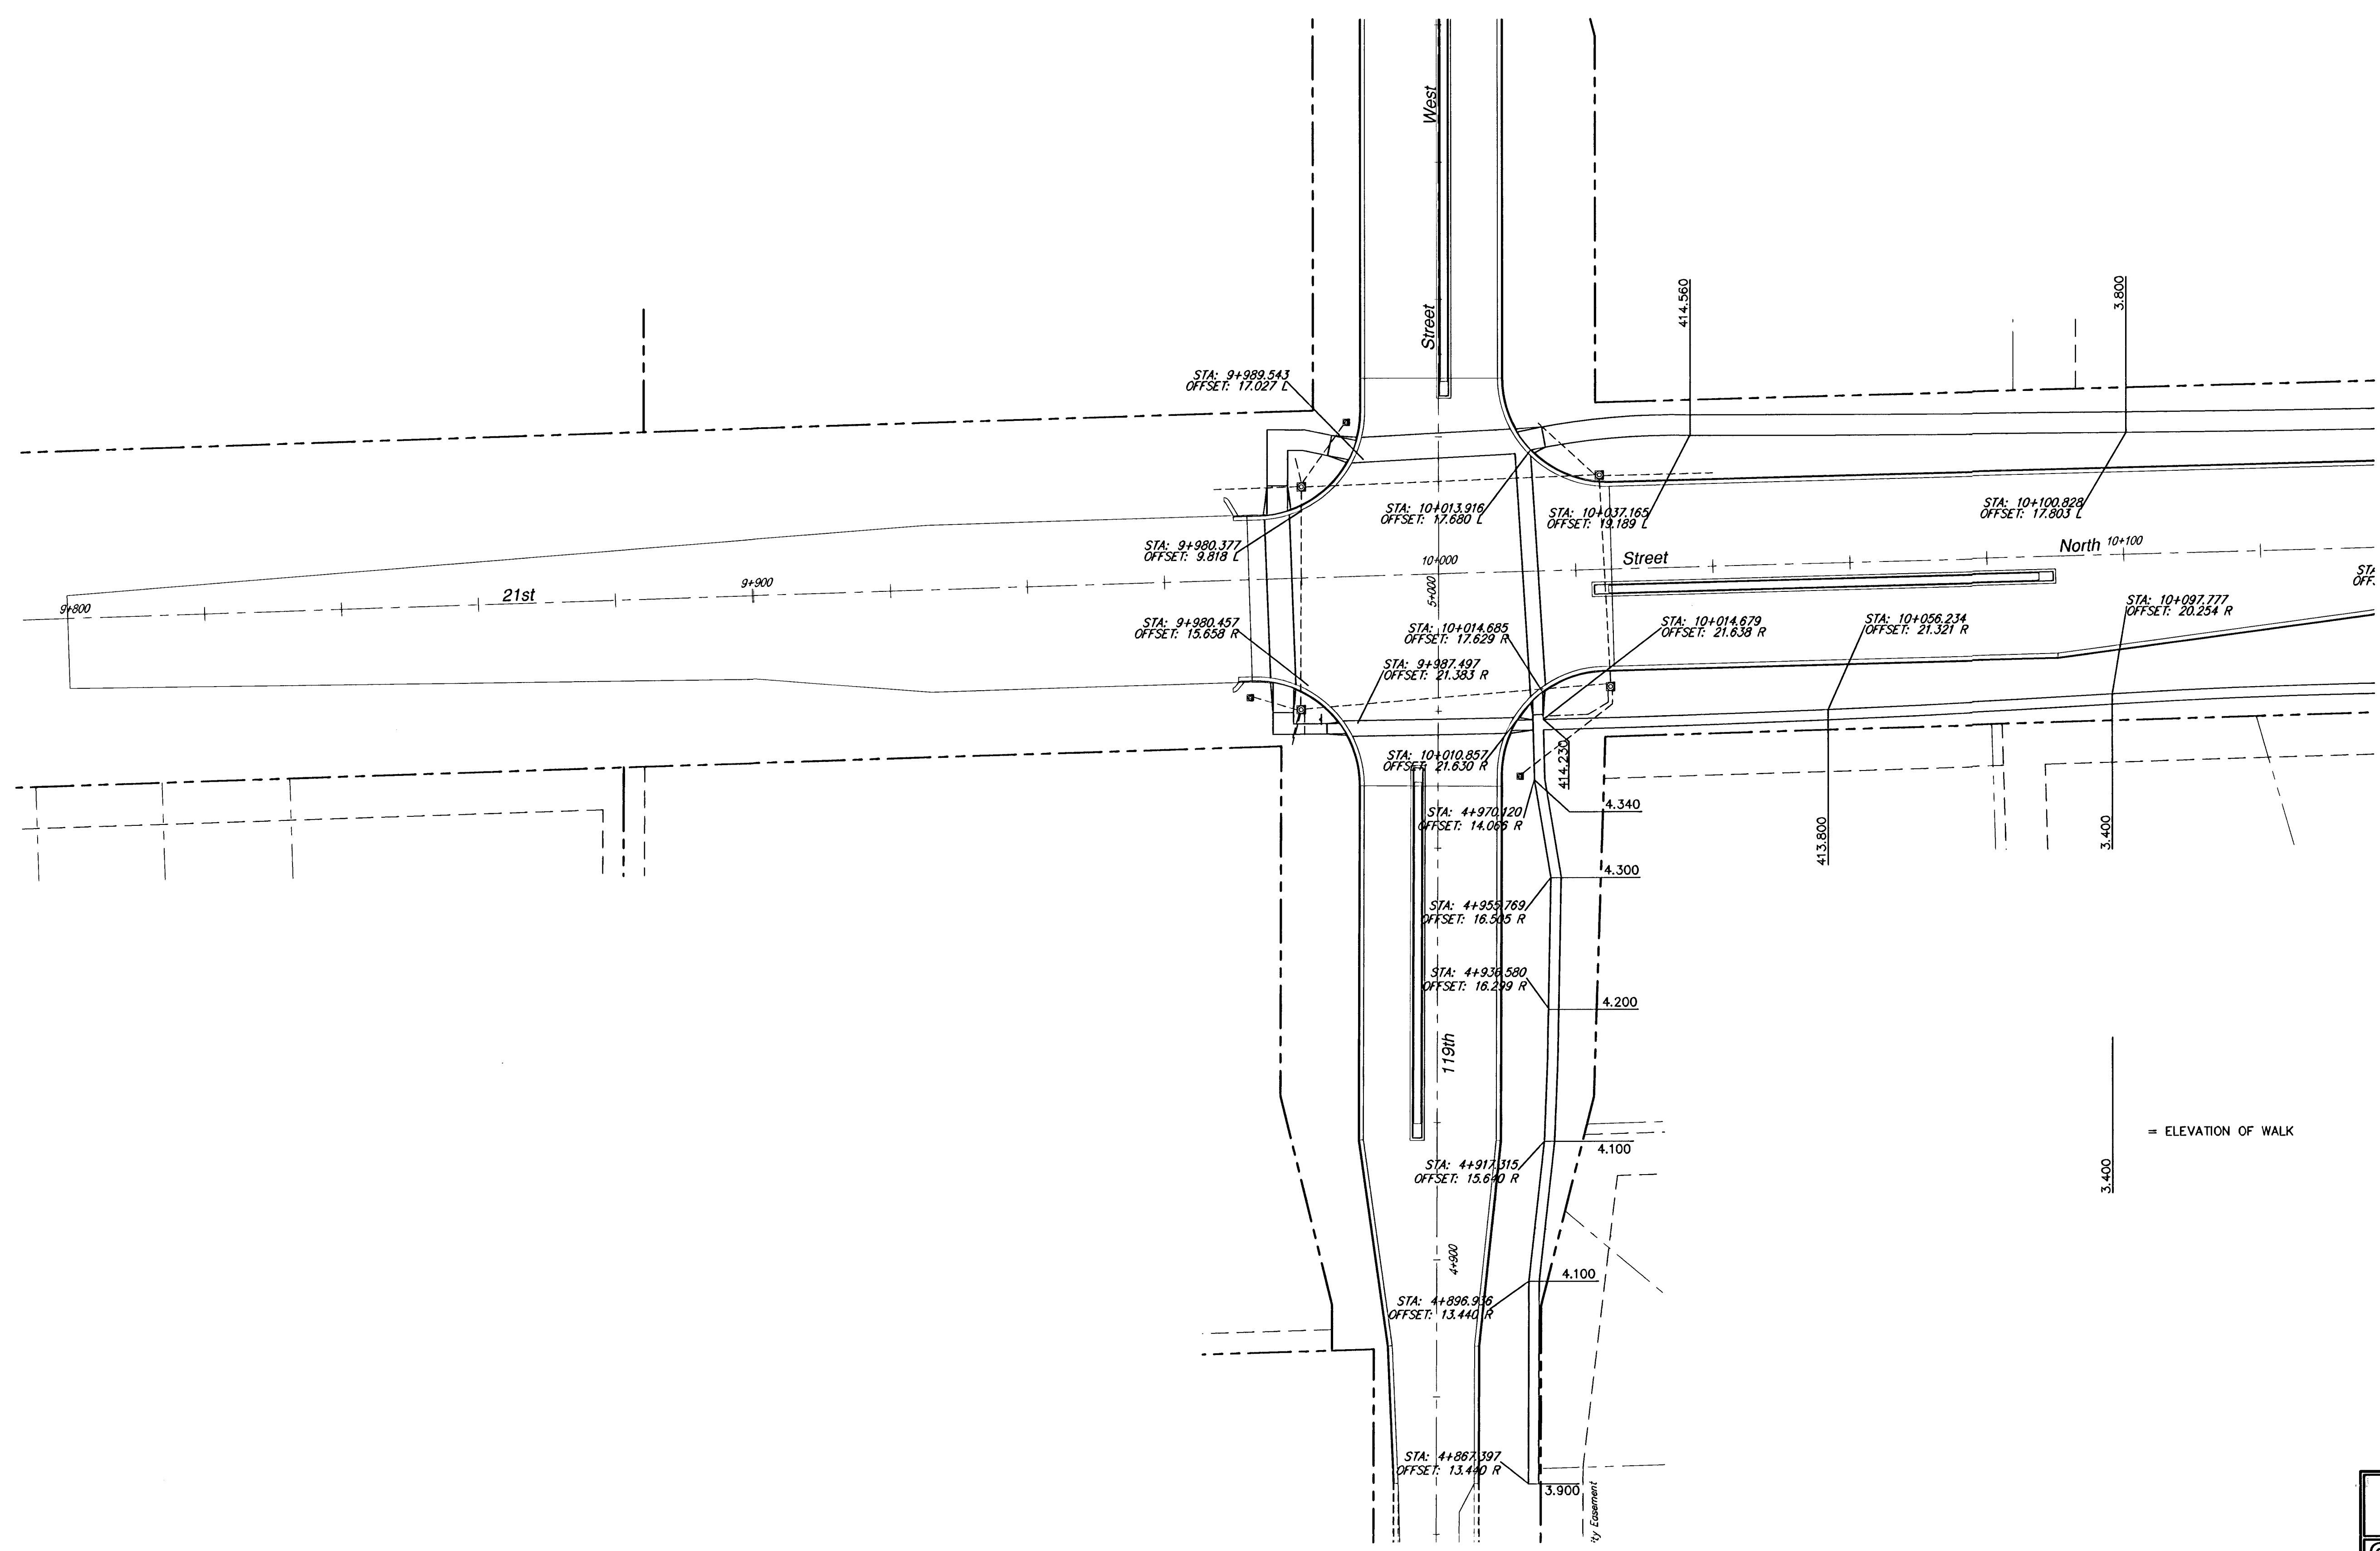 West
Street
414.560
3.800
STA: 9+989.543
OFFSET: 17.027 L
STA: 10+013.916
OFFSET: 17.680 L
STA: 10+037.165
OFFSET: 19.189 L
STA: 10+100.828
OFFSET: 17.803 L
STA: 9+980.377
OFFSET: 9.818 L
10+000
5+000
Street
North
10+100
9+800
21st
9+900
STA: 9+980.457
OFFSET: 15.658 R
STA: 10+014.685
OFFSET: 17.629 R
STA: 10+014.679
OFFSET: 21.638 R
STA: 10+056.234
OFFSET: 21.321 R
STA: 10+097.777
OFFSET: 20.254 R
STA: 9+987.497
OFFSET: 21.383 R
STA: 10+010.857
OFFSET: 21.630 R
414.230
STA: 4+970.120
OFFSET: 14.066 R
4.340
413.800
3.400
4.300
STA: 4+955.769
OFFSET: 16.505 R
STA: 4+936.580
OFFSET: 16.299 R
4.200
119th
4.100
STA: 4+917.315
OFFSET: 15.640 R
= ELEVATION OF WALK
3.400
4+900
4.100
STA: 4+896.936
OFFSET: 13.440 R
STA: 4+867.397
OFFSET: 13.440 R
3.900
Easement